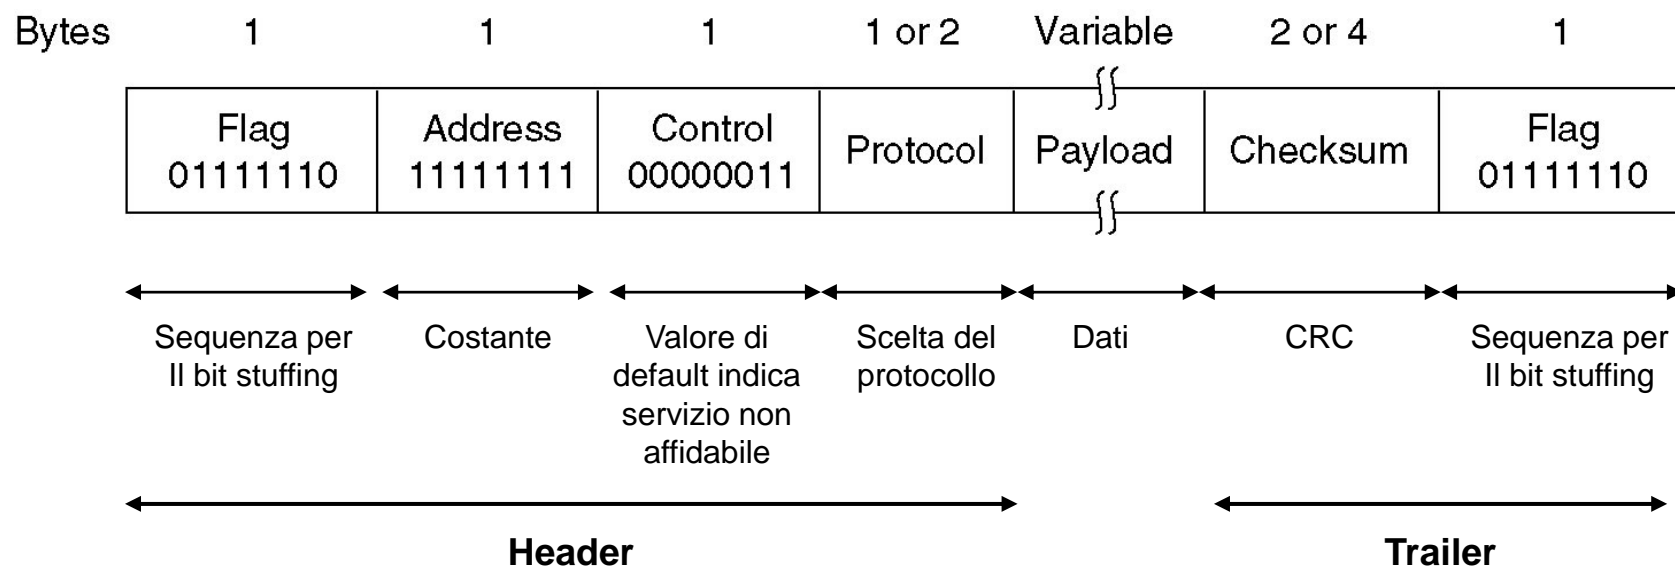 Bytes 1 1 1 1 or 2 Variable 2 or 4 1
Flag Address Control Protocol Payload Checksum Flag
01111110 11111111 00000011 01111110
Sequenza per Costante Valore di Scelta del Dati CRC Sequenza per
Il bit stuffing default indica protocollo Il bit stuffing
servizio non
affidabile
Header Trailer